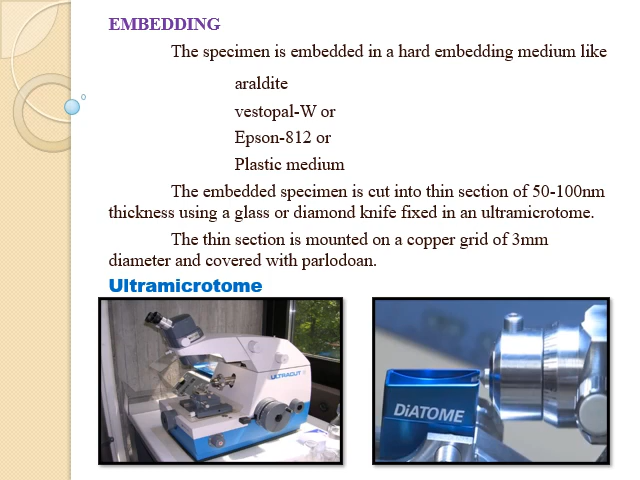 EMBEDDING
The specimen is embedded in a hard embedding medium like
araldite
vestopal-W or
Epson-812 or
Plastic medium
The embedded specimen is cut into thin section of 50-100nm
thickness using a glass or diamond knife fixed in an ultramicrotome.
The thin section is mounted on a copper grid of 3mm
diameter and covered with parlodoan.
Ultramicrotome
ULTRACUT
DiATOME